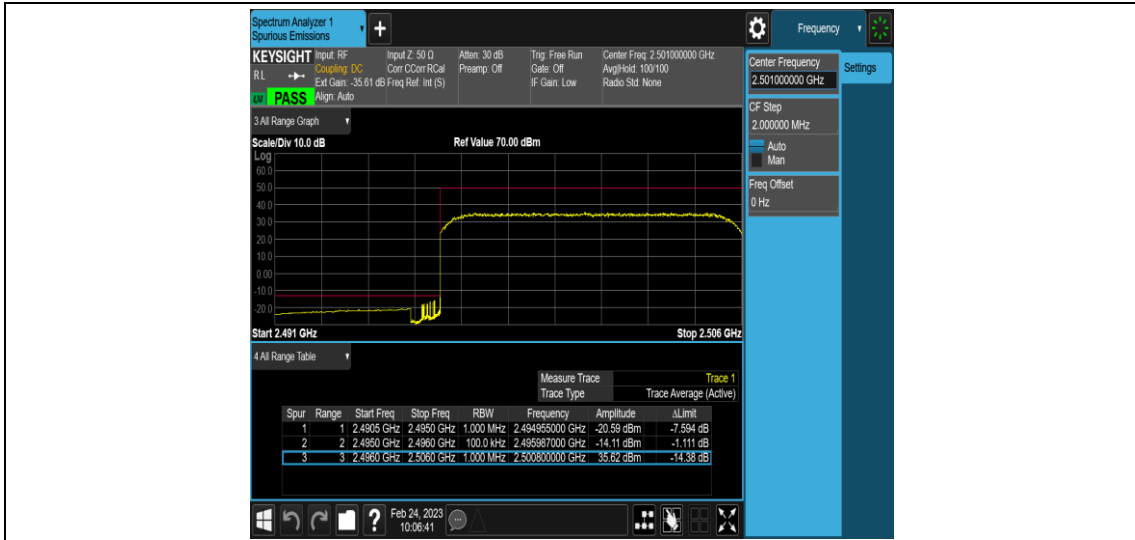 Spectrum Analyzer 1
Spurious Emissions
+
Frequency
KEYSIGHT Input: RF Input Z: 50 Ω Atten: 30 dB Trig: Free Run Center Freq: 2.501000000 GHz
RL Coupling: DC Corr CCorr RCal Preamp: Off Gate: Off Avg|Hold: 100/100
Ext Gain: -35.61 dB Freq Ref: Int (S) IF Gain: Low Radio Std: None
PASS Align: Auto
Center Frequency
2.501000000 GHz
Settings
CF Step
2.000000 MHz
Auto
Man
Freq Offset
0 Hz
3 All Range Graph
Scale/Div 10.0 dB Ref Value 70.00 dBm
Log
60.0
50.0
40.0
30.0
20.0
10.0
0.00
-10.0
-20.0
Start 2.491 GHz Stop 2.506 GHz
4 All Range Table
Measure Trace Trace 1
Trace Type Trace Average (Active)
Spur Range Start Freq Stop Freq RBW Frequency Amplitude ΔLimit
1 1 2.4905 GHz 2.4950 GHz 1.000 MHz 2.494955000 GHz -20.59 dBm -7.594 dB
2 2 2.4950 GHz 2.4960 GHz 100.0 kHz 2.495987000 GHz -14.11 dBm -1.111 dB
3 3 2.4960 GHz 2.5060 GHz 1.000 MHz 2.500800000 GHz 35.62 dBm -14.38 dB
? Feb 24, 2023
10:06:41